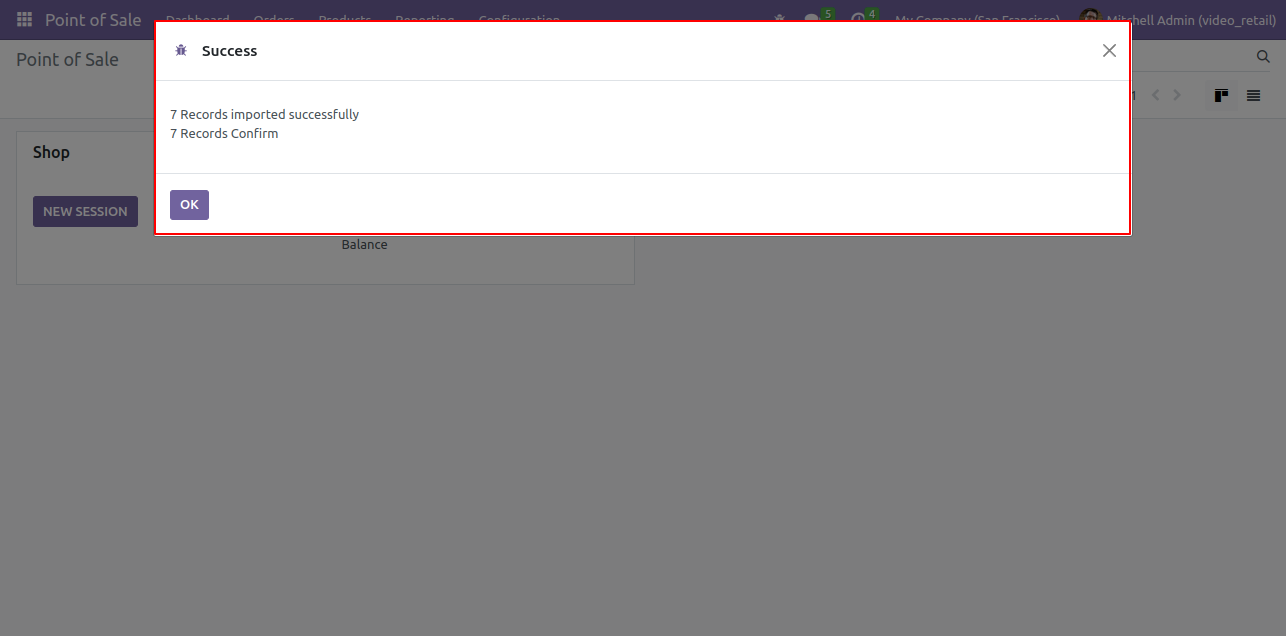 Point of Sale Dashboard Orders Products Reporting Configuration 5 4 My Company (San Francisco) Mitchell Admin (video_retail)
Success
Point of Sale
7 Records imported successfully
7 Records Confirm
Shop
OK
NEW SESSION
Balance